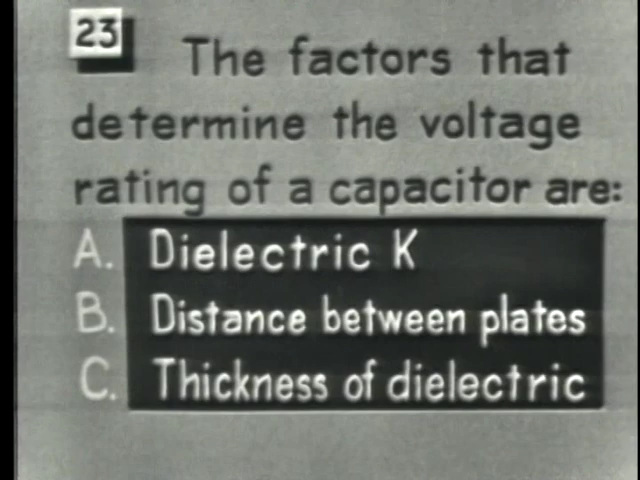 23 The factors that
determine the voltage
rating of a capacitor are:
A. Dielectric K
B. Distance between plates
C. Thickness of dielectric